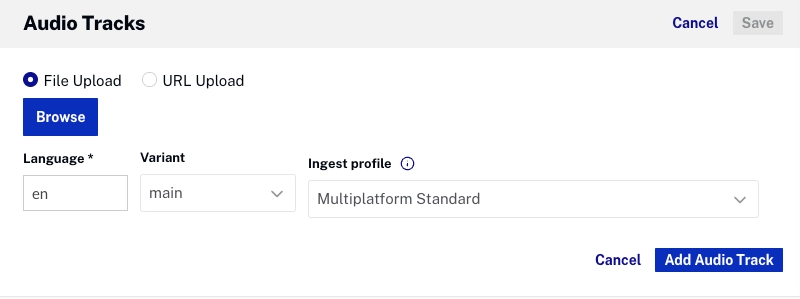 Audio Tracks
Cancel
Save
File Upload
URL Upload
Browse
Language *
Variant
Ingest profile
en
main
Multiplatform Standard
Cancel
Add Audio Track